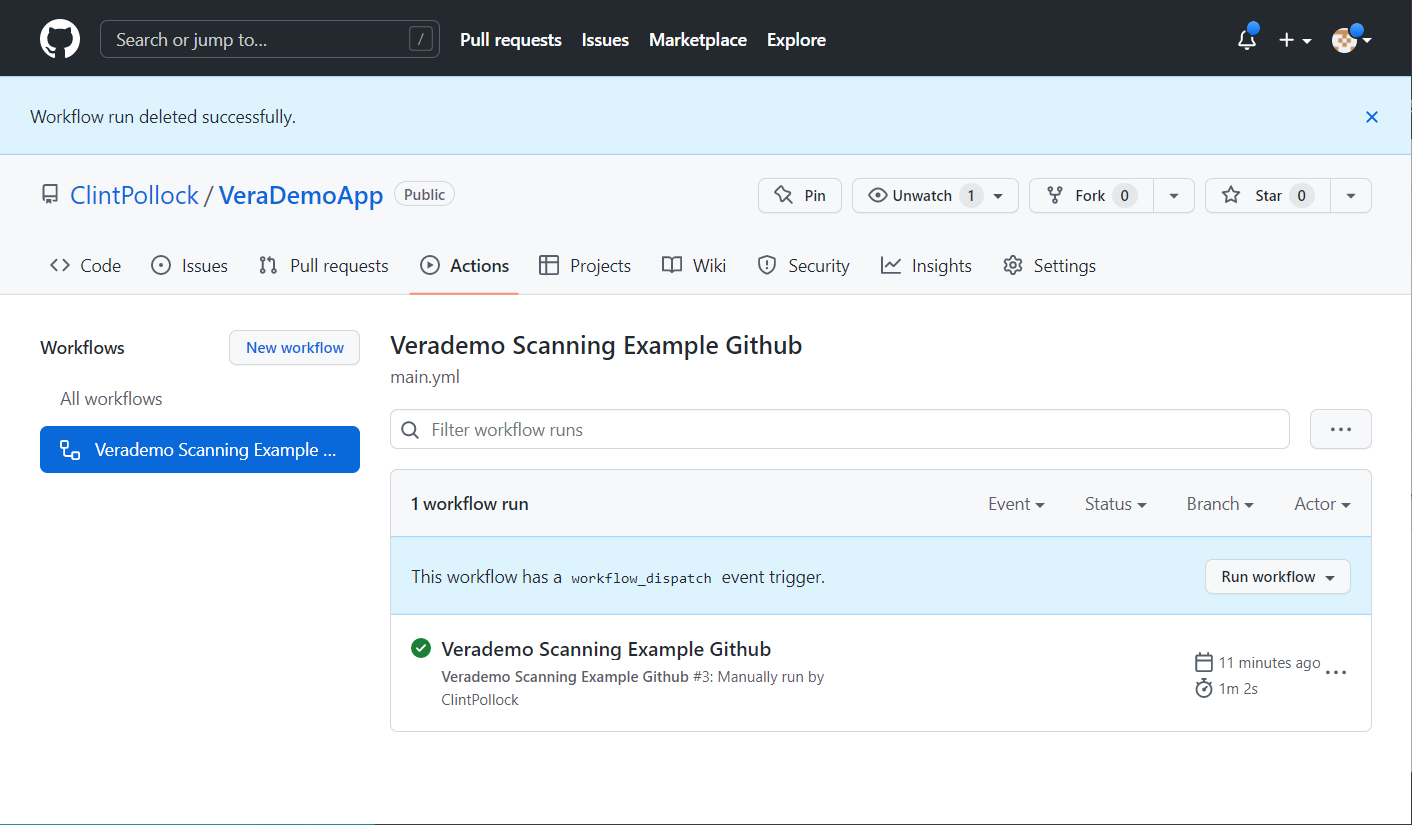 Search or jump to... /
Pull requests
Issues
Marketplace
Explore
Workflow run deleted successfully.
ClintPollock / VeraDemoApp Public
Pin
Unwatch 1
Fork 0
Star 0
Code
Issues
Pull requests
Actions
Projects
Wiki
Security
Insights
Settings
Workflows
New workflow
All workflows
Verademo Scanning Example ...
Verademo Scanning Example Github
main.yml
Filter workflow runs
1 workflow run
Event
Status
Branch
Actor
This workflow has a workflow_dispatch event trigger.
Run workflow
Verademo Scanning Example Github
Verademo Scanning Example Github #3: Manually run by
ClintPollock
11 minutes ago
1m 2s